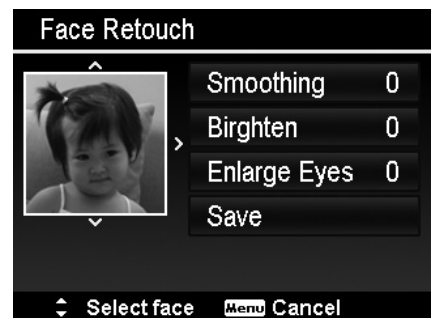 Face Retouch
Smoothing 0
Birghten 0
Enlarge Eyes 0
Save
Select face Menu Cancel